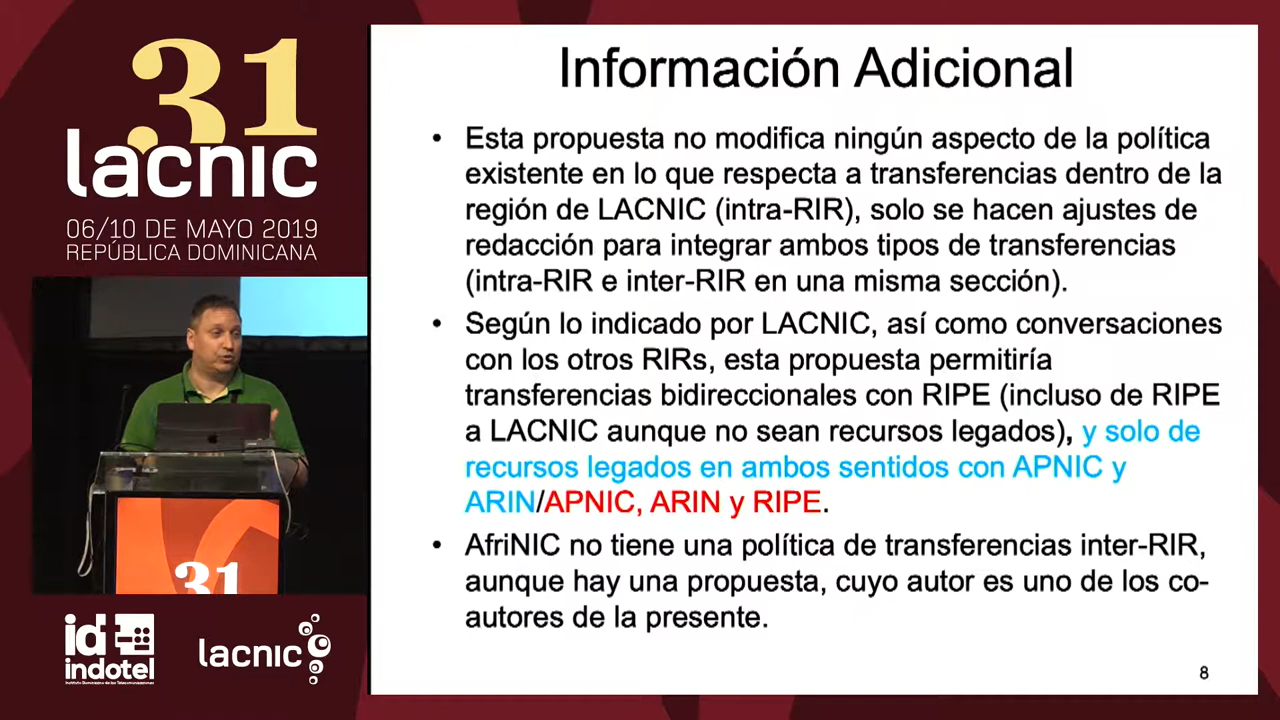 31
lacnic
06/10 DE MAYO 2019
REPÚBLICA DOMINICANA
Información Adicional
• Esta propuesta no modifica ningún aspecto de la política
existente en lo que respecta a transferencias dentro de la
región de LACNIC (intra-RIR), solo se hacen ajustes de
redacción para integrar ambos tipos de transferencias
(intra-RIR e inter-RIR en una misma sección).
• Según lo indicado por LACNIC, así como conversaciones
con los otros RIRs, esta propuesta permitiría
transferencias bidireccionales con RIPE (incluso de RIPE
a LACNIC aunque no sean recursos legados), y solo de
recursos legados en ambos sentidos con APNIC y
ARIN/APNIC, ARIN y RIPE.
• AfriNIC no tiene una política de transferencias inter-RIR,
aunque hay una propuesta, cuyo autor es uno de los co-
autores de la presente.
8
31
id
indotel
Instituto Dominicano de las Telecomunicaciones
lacnic